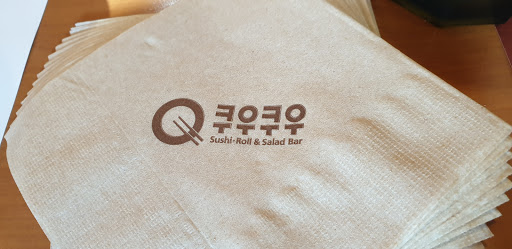 쿠우쿠우
Sushi·Roll & Salad Bar